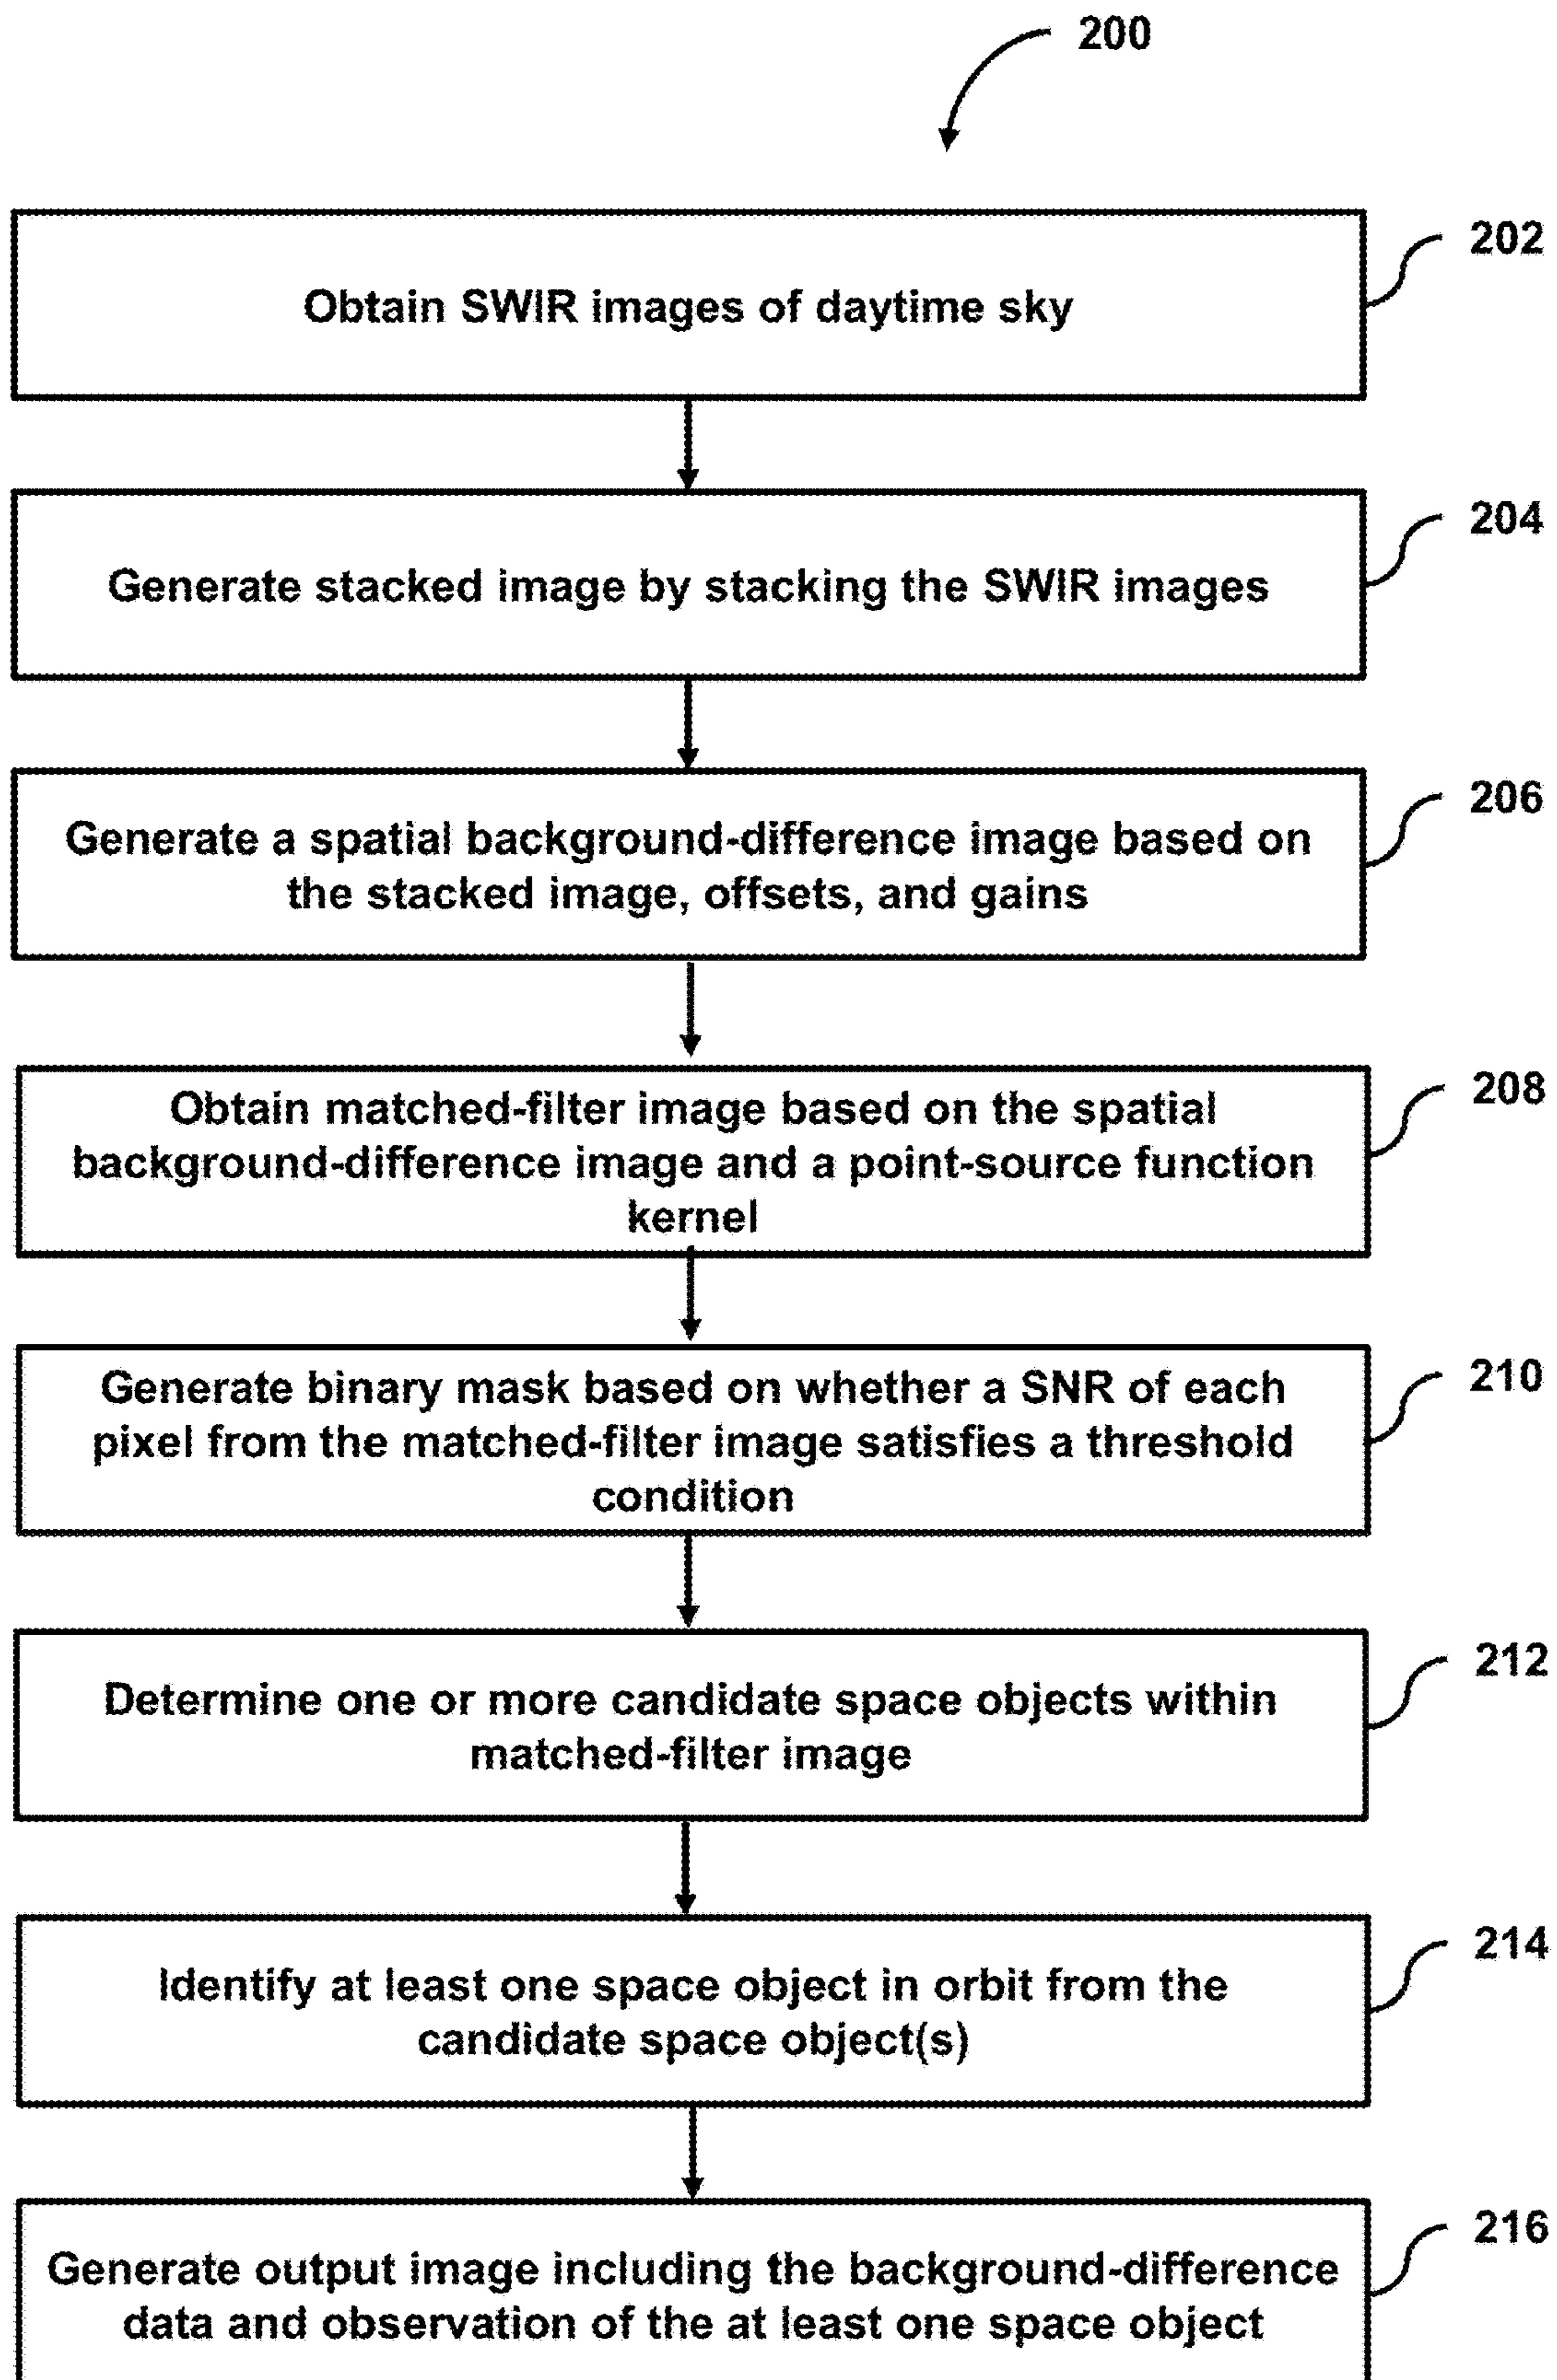 200
202
Obtain SWIR images of daytime sky
204
Generate stacked image by stacking the SWIR images
206
Generate a spatial background-difference image based on
the stacked image, offsets, and gains
208
Obtain matched-filter image based on the spatial
background-difference image and a point-source function
kernel
210
Generate binary mask based on whether a SNR of each
pixel from the matched-filter image satisfies a threshold
condition
212
Determine one or more candidate space objects within
matched-filter image
214
Identify at least one space object in orbit from the
candidate space object(s)
216
Generate output image including the background-difference
data and observation of the at least one space object